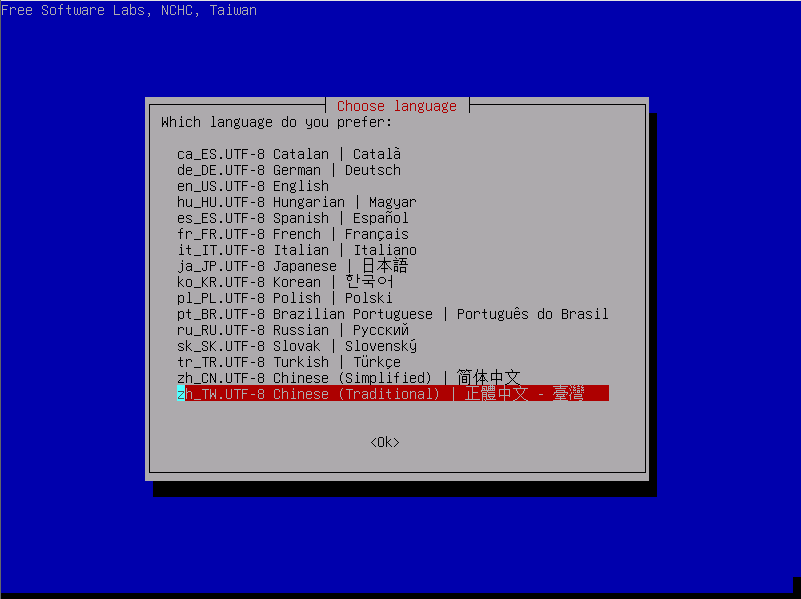 Free Software Labs, NCHC, Taiwan
Choose language
Which language do you prefer:
ca_ES.UTF-8 Catalan | Català
de_DE.UTF-8 German | Deutsch
en_US.UTF-8 English
hu_HU.UTF-8 Hungarian | Magyar
es_ES.UTF-8 Spanish | Español
fr_FR.UTF-8 French | Français
it_IT.UTF-8 Italian | Italiano
ja_JP.UTF-8 Japanese | 日本語
ko_KR.UTF-8 Korean | 한국어
pl_PL.UTF-8 Polish | Polski
pt_BR.UTF-8 Brazilian Portuguese | Português do Brasil
ru_RU.UTF-8 Russian | Русский
sk_SK.UTF-8 Slovak | Slovenský
tr_TR.UTF-8 Turkish | Türkçe
zh_CN.UTF-8 Chinese (Simplified) | 简体中文
zh_TW.UTF-8 Chinese (Traditional) | 正體中文 - 臺灣
<Ok>